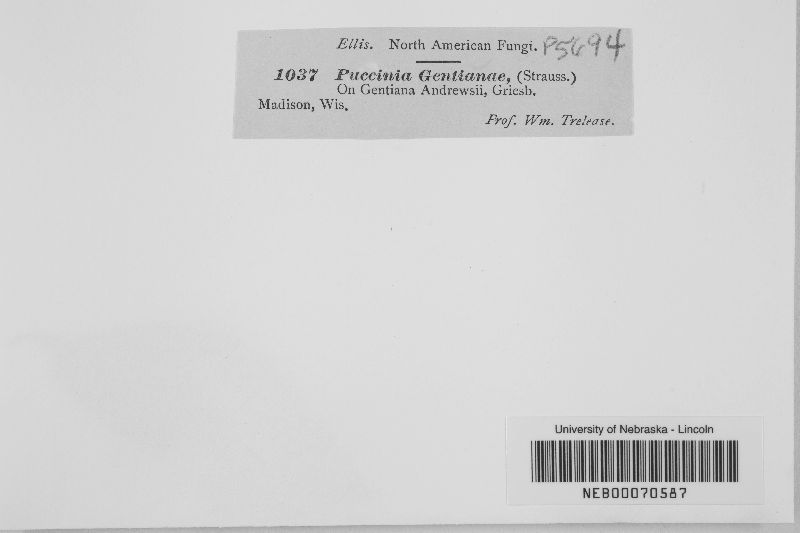 Ellis. North American Fungi. P5694
1037 Puccinia Gentianae, (Strauss.)
On Gentiana Andrewsii, Griesb.
Madison, Wis.
Prof. Wm. Trelease.
University of Nebraska - Lincoln
NEB00070587